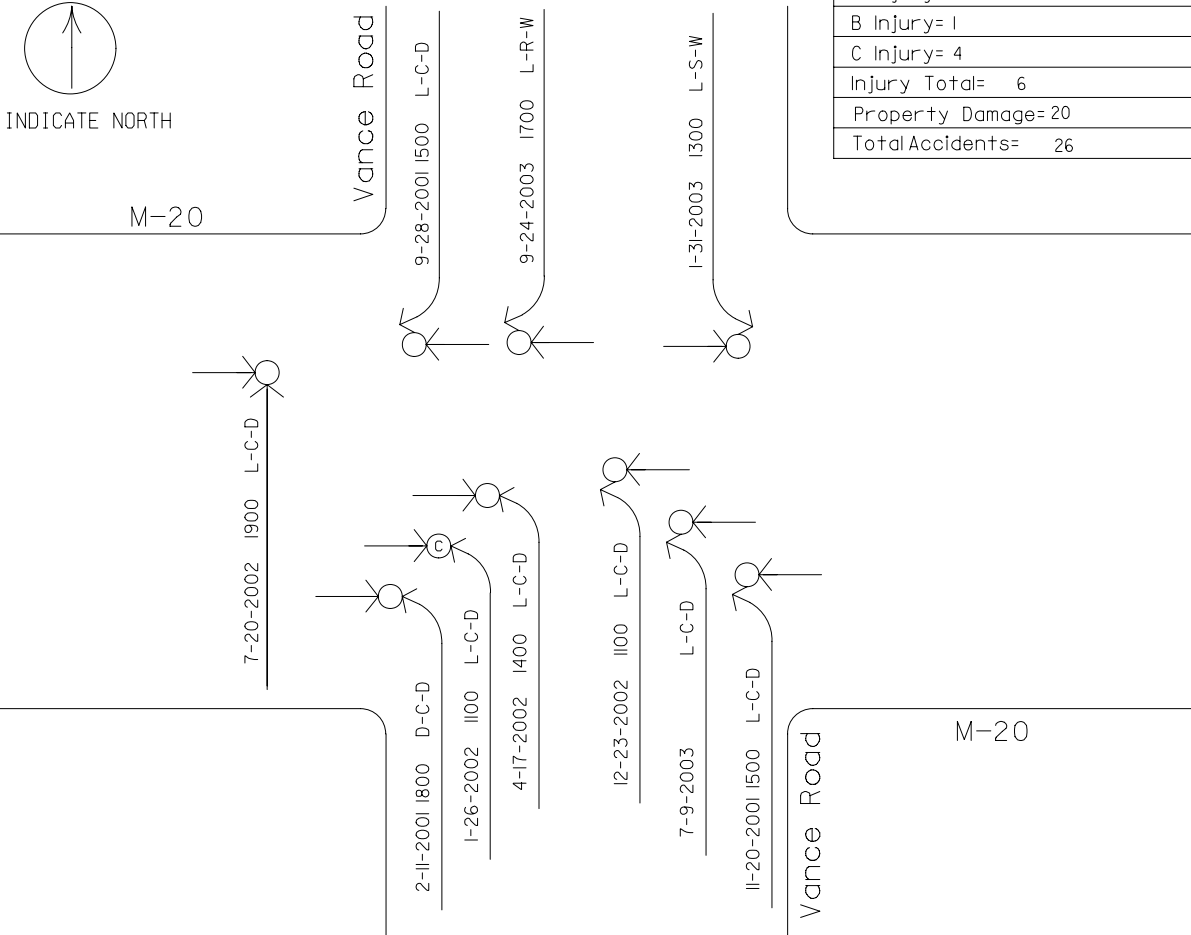 B Injury= 1
C Injury= 4
Injury Total= 6
Property Damage= 20
Total Accidents= 26
INDICATE NORTH
M-20
Vance Road
9-28-2001 1500 L-C-D
9-24-2003 1700 L-R-W
1-31-2003 1300 L-S-W
7-20-2002 1900 L-C-D
C
2-11-2001 1800 D-C-D
1-26-2002 1100 L-C-D
4-17-2002 1400 L-C-D
12-23-2002 1100 L-C-D
7-9-2003 L-C-D
11-20-2001 1500 L-C-D
M-20
Vance Road